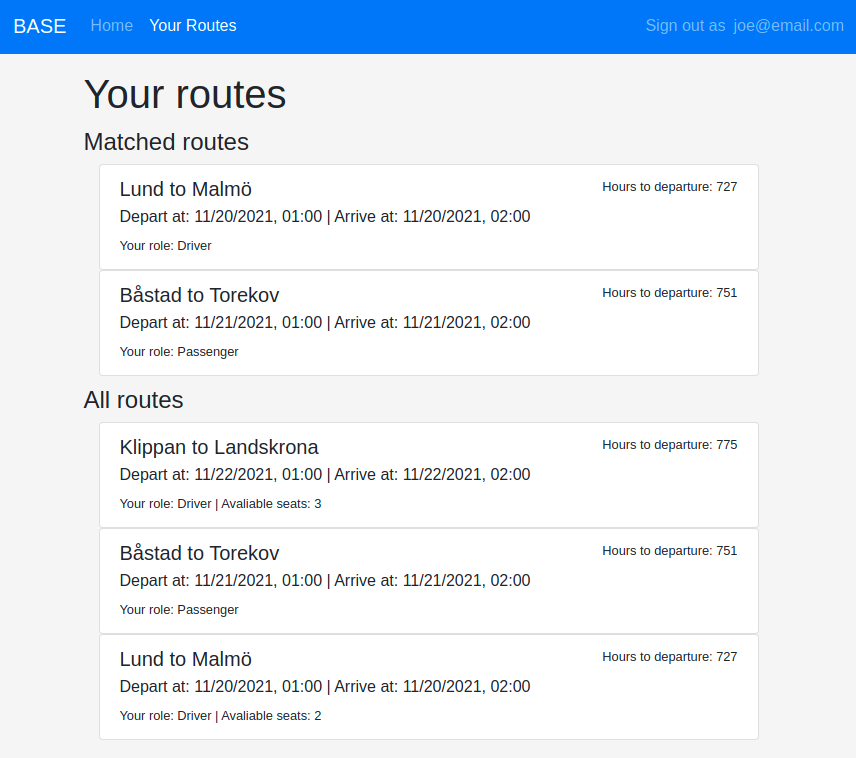 BASE Home Your Routes Sign out as joe@email.com
Your routes
Matched routes
Lund to Malmö Hours to departure: 727
Depart at: 11/20/2021, 01:00 | Arrive at: 11/20/2021, 02:00
Your role: Driver
Båstad to Torekov Hours to departure: 751
Depart at: 11/21/2021, 01:00 | Arrive at: 11/21/2021, 02:00
Your role: Passenger
All routes
Klippan to Landskrona Hours to departure: 775
Depart at: 11/22/2021, 01:00 | Arrive at: 11/22/2021, 02:00
Your role: Driver | Avaliable seats: 3
Båstad to Torekov Hours to departure: 751
Depart at: 11/21/2021, 01:00 | Arrive at: 11/21/2021, 02:00
Your role: Passenger
Lund to Malmö Hours to departure: 727
Depart at: 11/20/2021, 01:00 | Arrive at: 11/20/2021, 02:00
Your role: Driver | Avaliable seats: 2